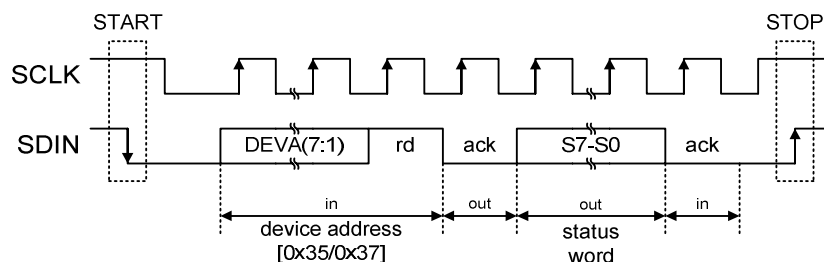 START STOP
SCLK
SDIN DEVA(7:1) rd ack S7-S0 ack
in out out in
device address status
[0x35/0x37] word